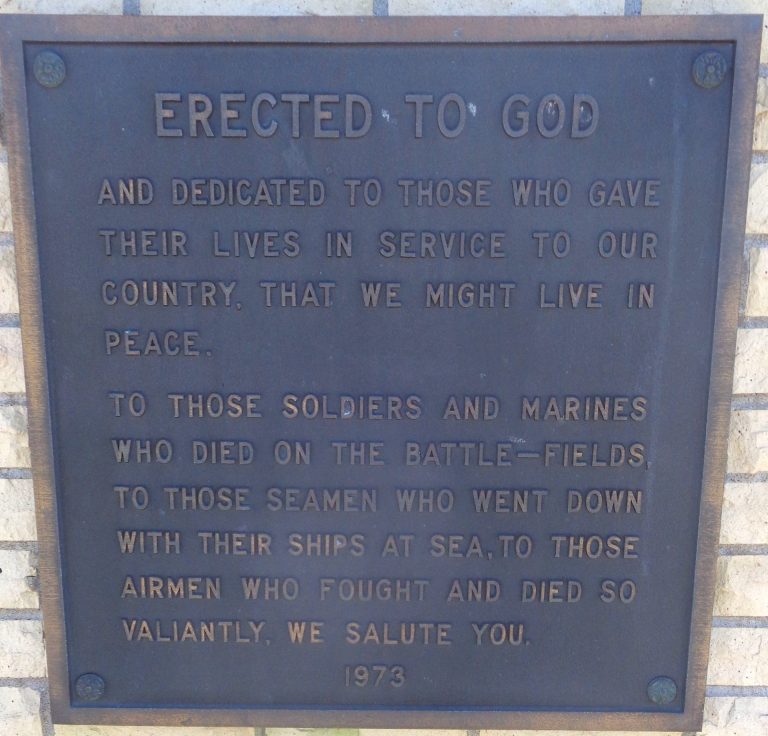 ERECTED TO GOD
AND DEDICATED TO THOSE WHO GAVE
THEIR LIVES IN SERVICE TO OUR
COUNTRY, THAT WE MIGHT LIVE IN
PEACE.
TO THOSE SOLDIERS AND MARINES
WHO DIED ON THE BATTLE-FIELDS,
TO THOSE SEAMEN WHO WENT DOWN
WITH THEIR SHIPS AT SEA, TO THOSE
AIRMEN WHO FOUGHT AND DIED SO
VALIANTLY, WE SALUTE YOU.
1973